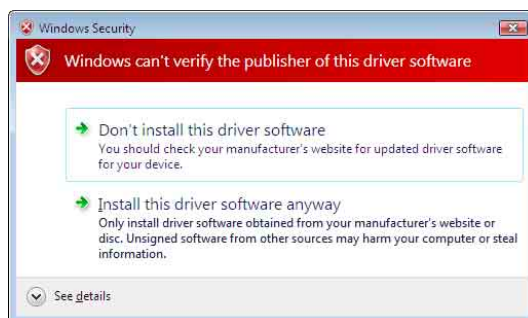 Windows Security
Windows can't verify the publisher of this driver software
Don't install this driver software
You should check your manufacturer's website for updated driver software
for your device.
Install this driver software anyway
Only install driver software obtained from your manufacturer's website or
disc. Unsigned software from other sources may harm your computer or steal
information.
See details